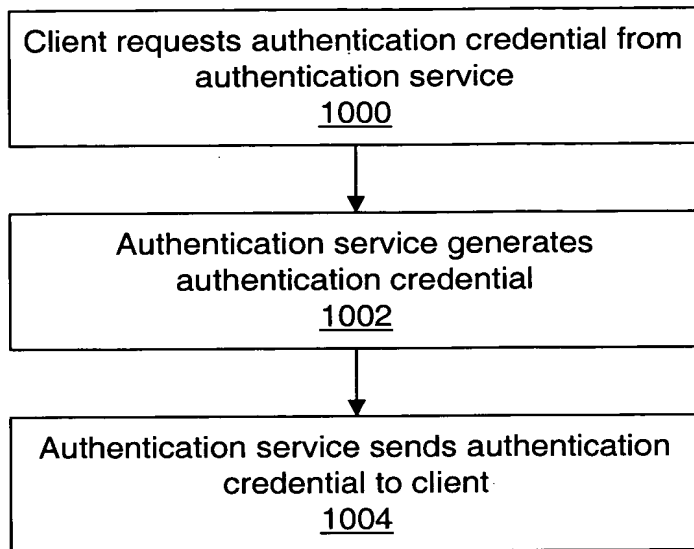 Client requests authentication credential from
authentication service
1000
Authentication service generates
authentication credential
1002
Authentication service sends authentication
credential to client
1004